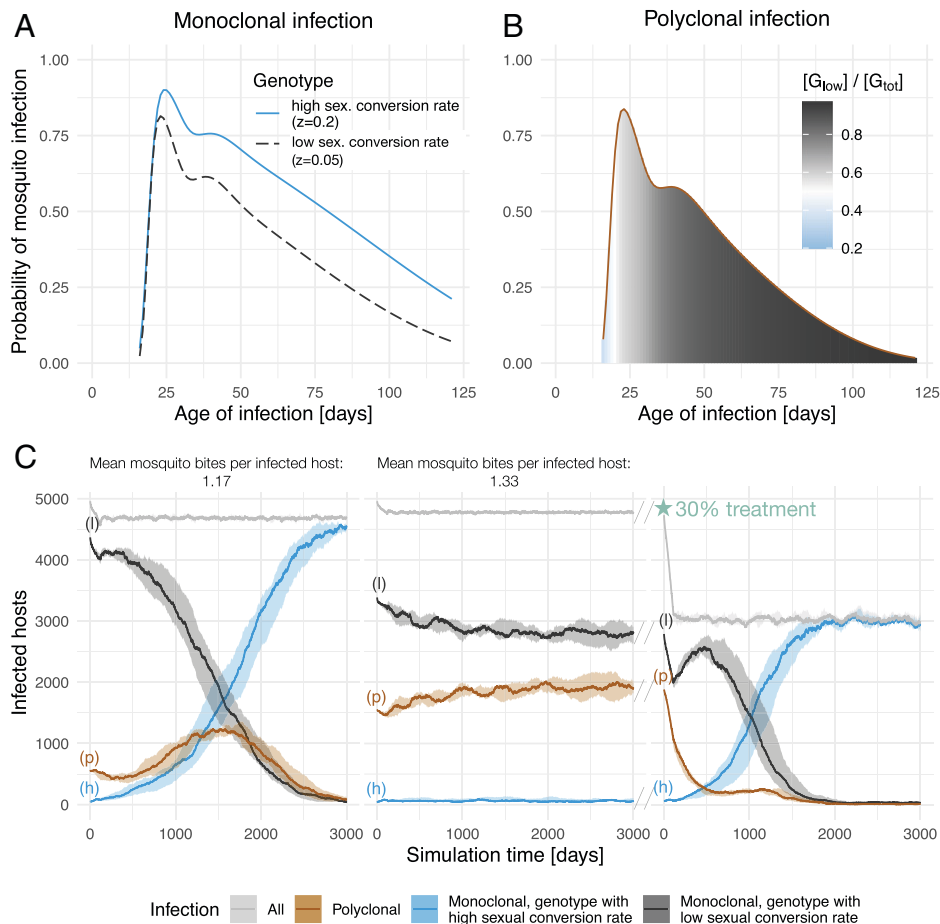 A
Monoclonal infection
B
Polyclonal infection
Probability of mosquito infection
1.00
0.75
0.50
0.25
0.00
Genotype
high sex. conversion rate
(z=0.2)
low sex. conversion rate
(z=0.05)
0 25 50 75 100 125
Age of infection [days]
1.00
0.75
0.50
0.25
0.00
[Glow] / [Gtot]
0.8
0.6
0.4
0.2
0 25 50 75 100 125
Age of infection [days]
C
Mean mosquito bites per infected host:
1.17
Mean mosquito bites per infected host:
1.33
30% treatment
Infected hosts
5000
4000
3000
2000
1000
0
(l)
(p)
(h)
(l)
(p)
(h)
(l)
(p)
(h)
0 1000 2000 3000
0 1000 2000 3000
0 1000 2000 3000
Simulation time [days]
Infection
All
Polyclonal
Monoclonal, genotype with
high sexual conversion rate
Monoclonal, genotype with
low sexual conversion rate